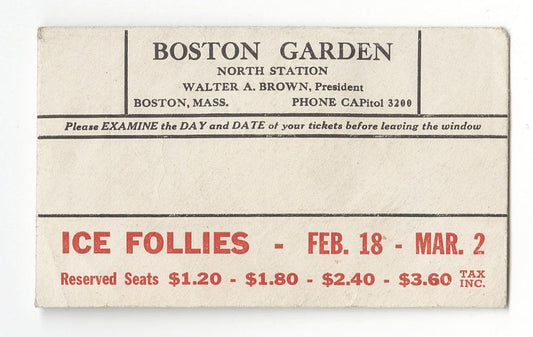 BOSTON GARDEN
NORTH STATION
WALTER A. BROWN, President
BOSTON, MASS. PHONE CAPitol 3200
Please EXAMINE the DAY and DATE of your tickets before leaving the window
ICE FOLLIES - FEB. 18 - MAR. 2
Reserved Seats $1.20 - $1.80 - $2.40 - $3.60 TAX INC.